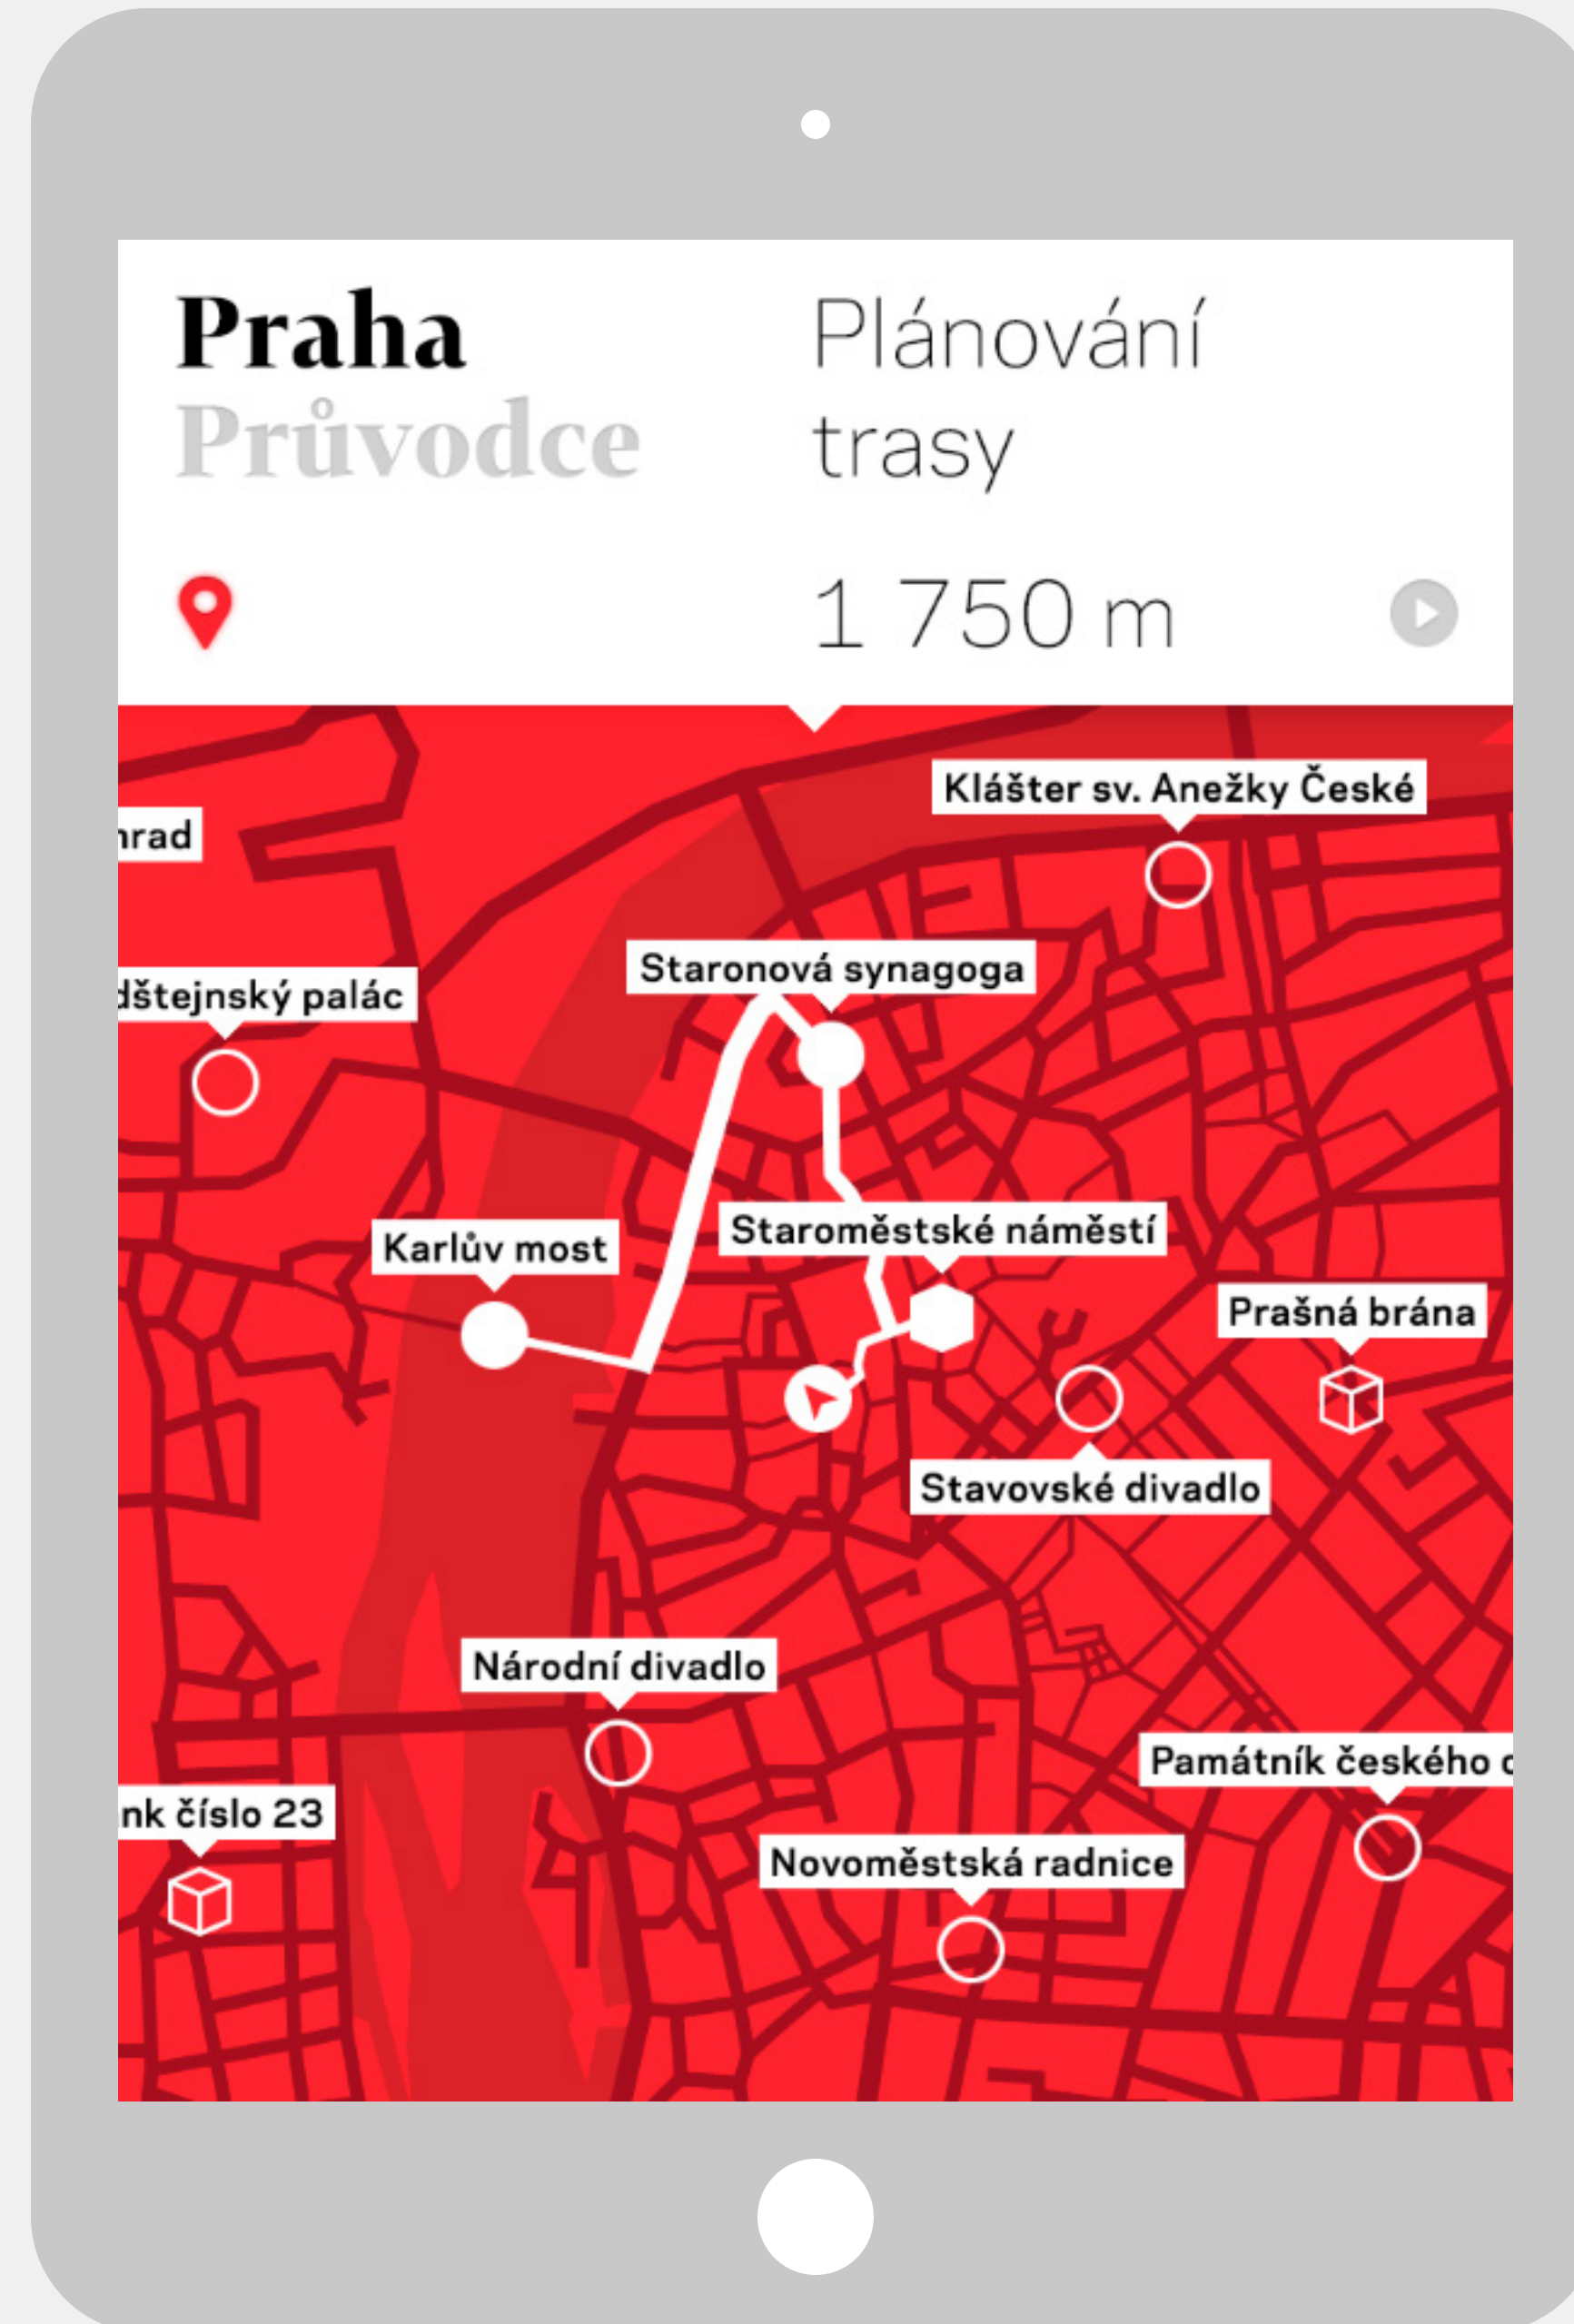 Praha
Průvodce
Plánování
trasy
1 750 m
Klášter sv. Anežky České
hrad
Staronová synagoga
dštejnský palác
Staroměstské náměstí
Karlův most
Prašná brána
Stavovské divadlo
Národní divadlo
Památník českého
nk číslo 23
Novoměstská radnice